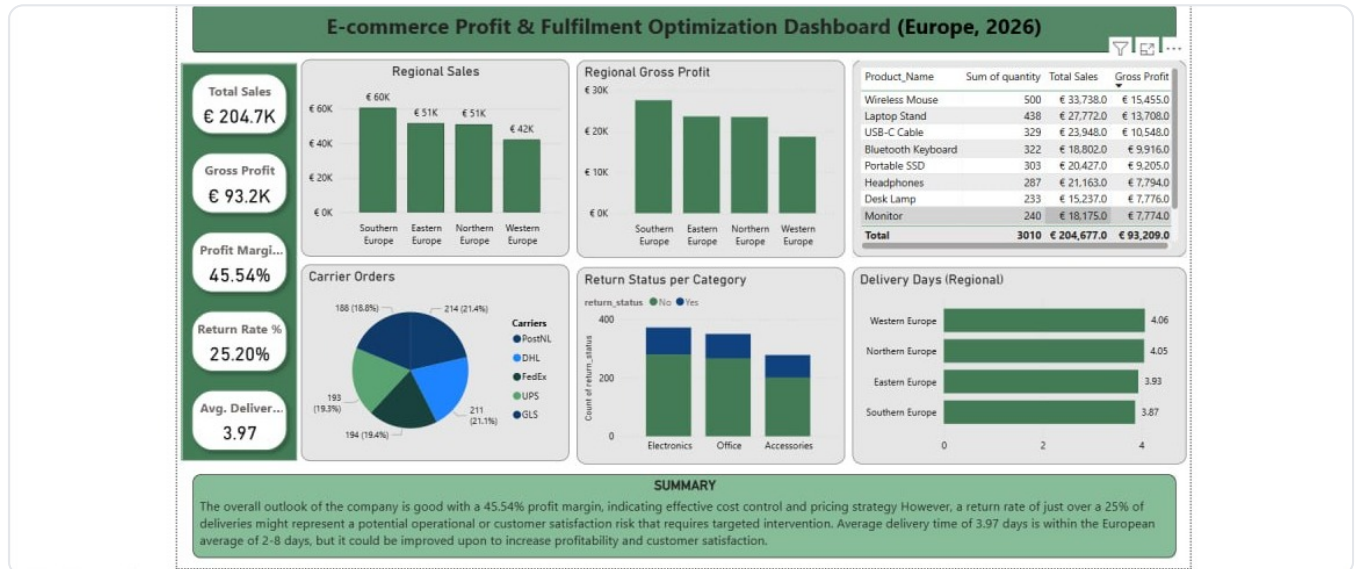 E-commerce Profit & Fulfilment Optimization Dashboard (Europe, 2026)
Total Sales
€ 204.7K
Gross Profit
€ 93.2K
Profit Margi...
45.54%
Return Rate %
25.20%
Avg. Deliver...
3.97
Regional Sales
€ 60K
€ 40K
€ 20K
€ 0K
€ 60K
€ 51K
€ 51K
€ 42K
Southern Europe
Eastern Europe
Northern Europe
Western Europe
Regional Gross Profit
€ 30K
€ 20K
€ 10K
€ 0K
Southern Europe
Eastern Europe
Northern Europe
Western Europe
Product_Name Sum of quantity Total Sales Gross Profit
Wireless Mouse 500 € 33,738.0 € 15,455.0
Laptop Stand 438 € 27,772.0 € 13,708.0
USB-C Cable 329 € 23,948.0 € 10,548.0
Bluetooth Keyboard 322 € 18,802.0 € 9,916.0
Portable SSD 303 € 20,427.0 € 9,205.0
Headphones 287 € 21,163.0 € 7,794.0
Desk Lamp 233 € 15,237.0 € 7,776.0
Monitor 240 € 18,175.0 € 7,774.0
Total 3010 € 204,677.0 € 93,209.0
Carrier Orders
188 (18.8%)
214 (21.4%)
193
(19.3%)
211
(21.1%)
194 (19.4%)
Carriers
PostNL
DHL
FedEx
UPS
GLS
Return Status per Category
return_status No Yes
Count of return_status
400
200
0
Electronics
Office
Accessories
Delivery Days (Regional)
Western Europe 4.06
Northern Europe 4.05
Eastern Europe 3.93
Southern Europe 3.87
0 2 4
SUMMARY
The overall outlook of the company is good with a 45.54% profit margin, indicating effective cost control and pricing strategy However, a return rate of just over a 25% of
deliveries might represent a potential operational or customer satisfaction risk that requires targeted intervention. Average delivery time of 3.97 days is within the European
average of 2-8 days, but it could be improved upon to increase profitability and customer satisfaction.